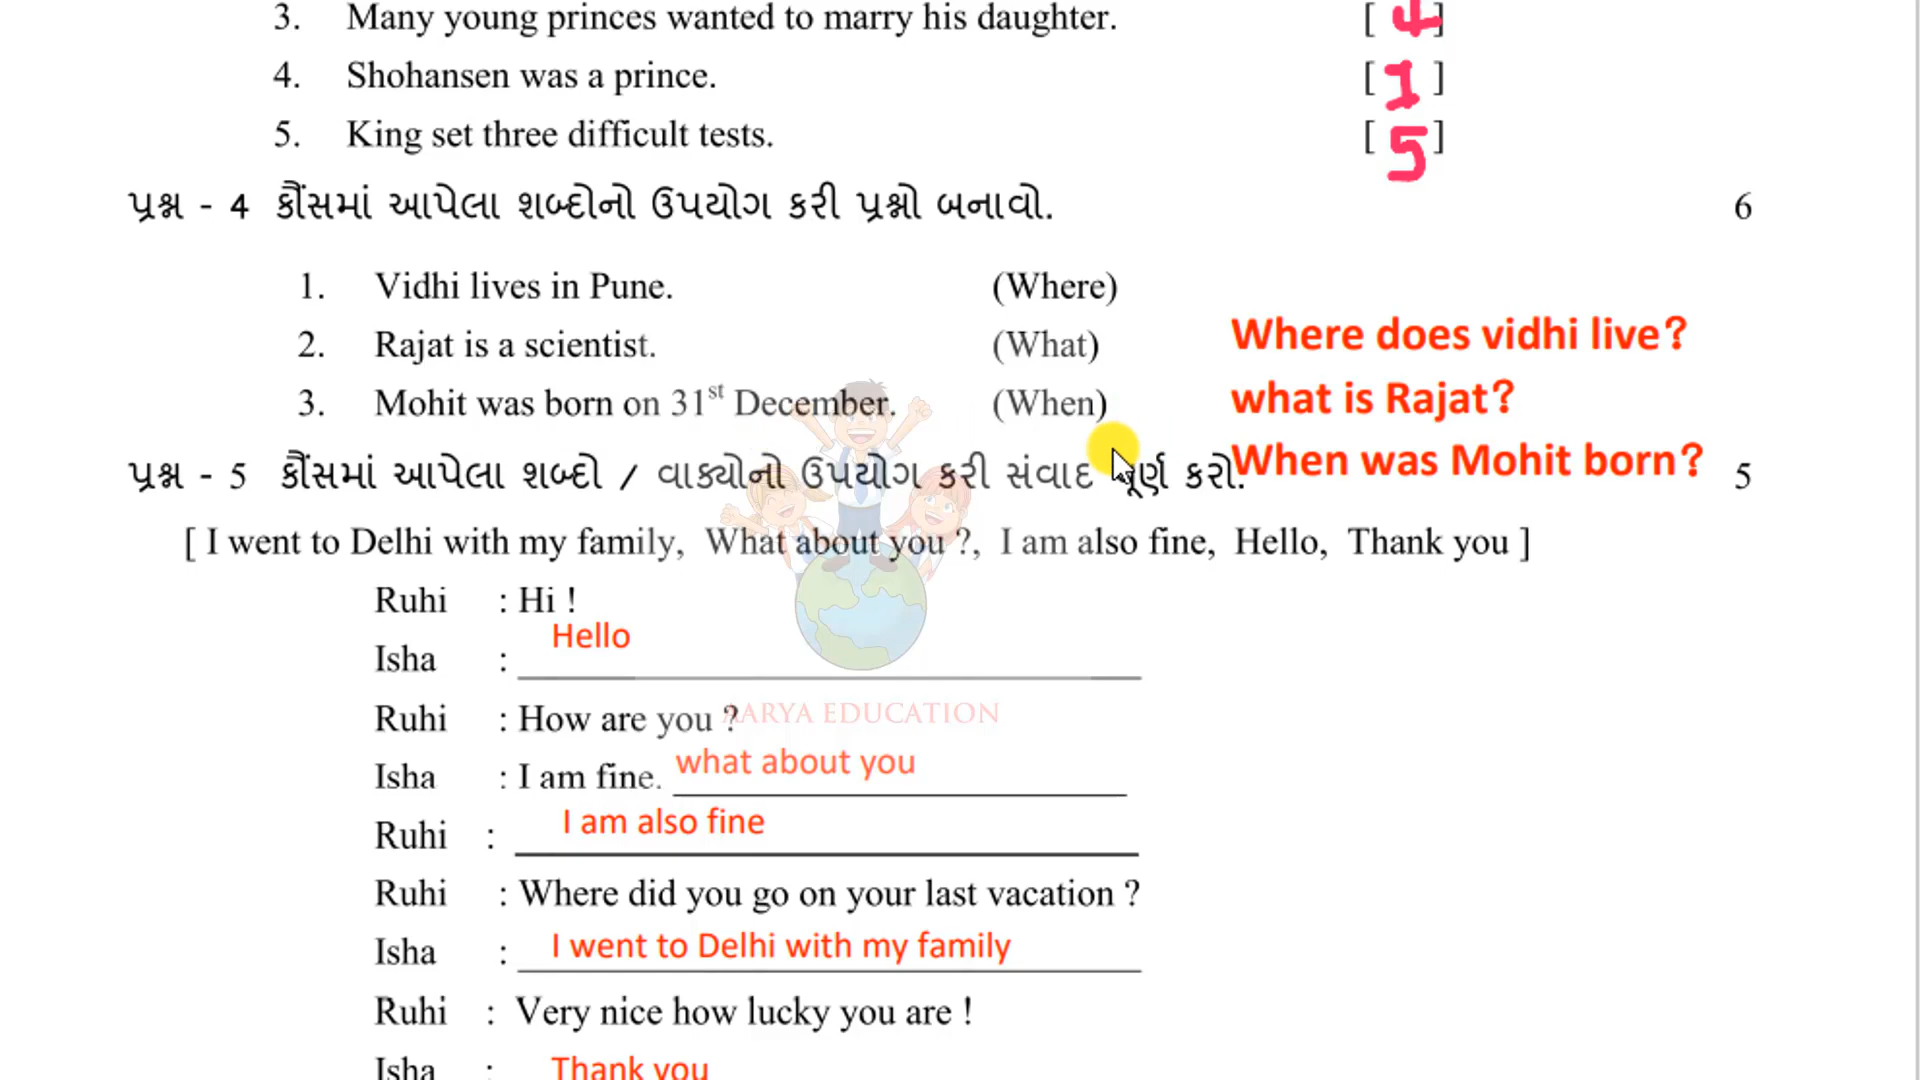 3. Many young princes wanted to marry his daughter. [ 4 ]
4. Shohansen was a prince. [ 1 ]
5. King set three difficult tests. [ 5 ]
પ્રશ્ન - 4 કૌંસમાં આપેલા શબ્દોનો ઉપયોગ કરી પ્રશ્નો બનાવો. 6
1. Vidhi lives in Pune. (Where)
Where does vidhi live?
2. Rajat is a scientist. (What)
what is Rajat?
3. Mohit was born on 31st December. (When)
When was Mohit born?
પ્રશ્ન - 5 કૌંસમાં આપેલા શબ્દો / વાક્યોનો ઉપયોગ કરી સંવાદ પૂર્ણ કરો. 5
[ I went to Delhi with my family, What about you ?, I am also fine, Hello, Thank you ]
Ruhi : Hi !
Isha : Hello
Ruhi : How are you ?
AARYA EDUCATION
Isha : I am fine. what about you
Ruhi : I am also fine
Ruhi : Where did you go on your last vacation ?
Isha : I went to Delhi with my family
Ruhi : Very nice how lucky you are !
Isha : Thank you